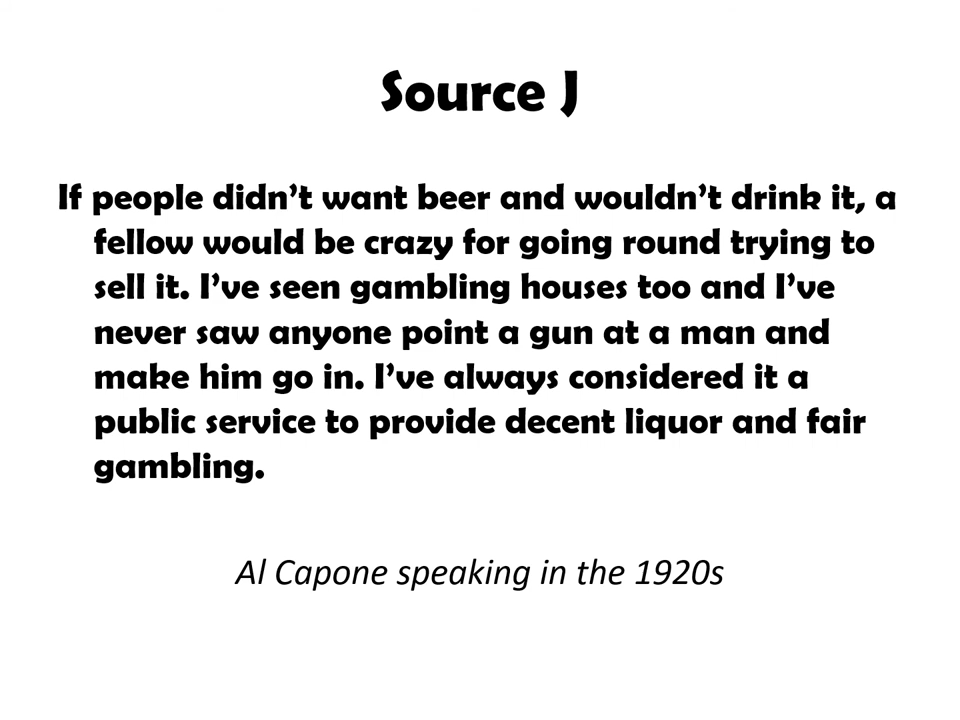 Source J
If people didn’t want beer and wouldn’t drink it, a
fellow would be crazy for going round trying to
sell it. I’ve seen gambling houses too and I’ve
never saw anyone point a gun at a man and
make him go in. I’ve always considered it a
public service to provide decent liquor and fair
gambling.
Al Capone speaking in the 1920s